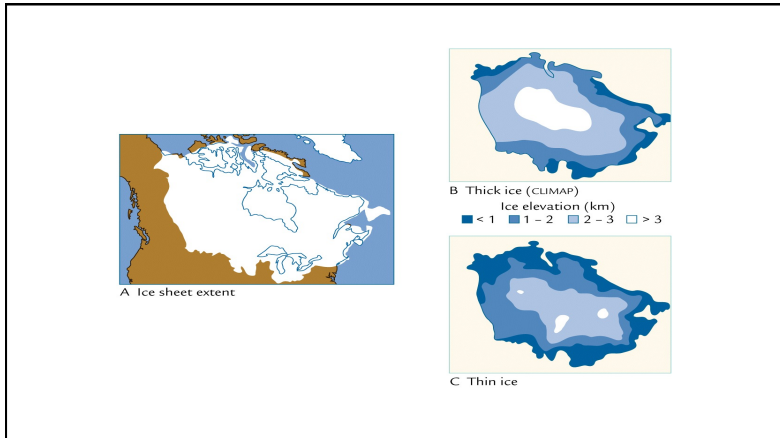 A Ice sheet extent
B Thick ice (CLIMAP)
Ice elevation (km)
< 1 1 – 2 2 – 3 > 3
C Thin ice